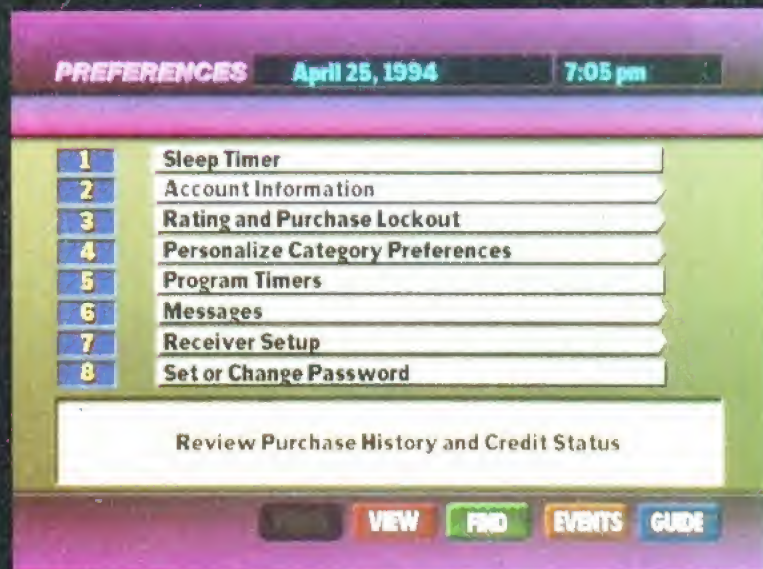 PREFERENCES April 25, 1994 7:05 pm
1 Sleep Timer
2 Account Information
3 Rating and Purchase Lockout
4 Personalize Category Preferences
5 Program Timers
6 Messages
7 Receiver Setup
8 Set or Change Password
Review Purchase History and Credit Status
VIEW FIND EVENTS GUIDE